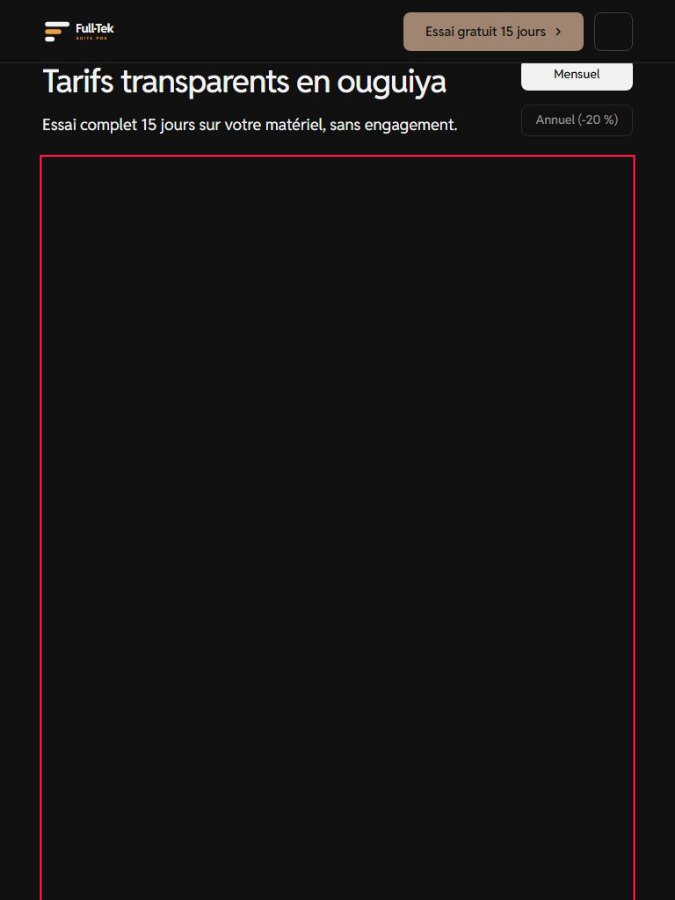 Full-Tek
SUITE POS
Essai gratuit 15 jours
Tarifs transparents en ouguiya
Mensuel
Essai complet 15 jours sur votre matériel, sans engagement.
Annuel (-20 %)